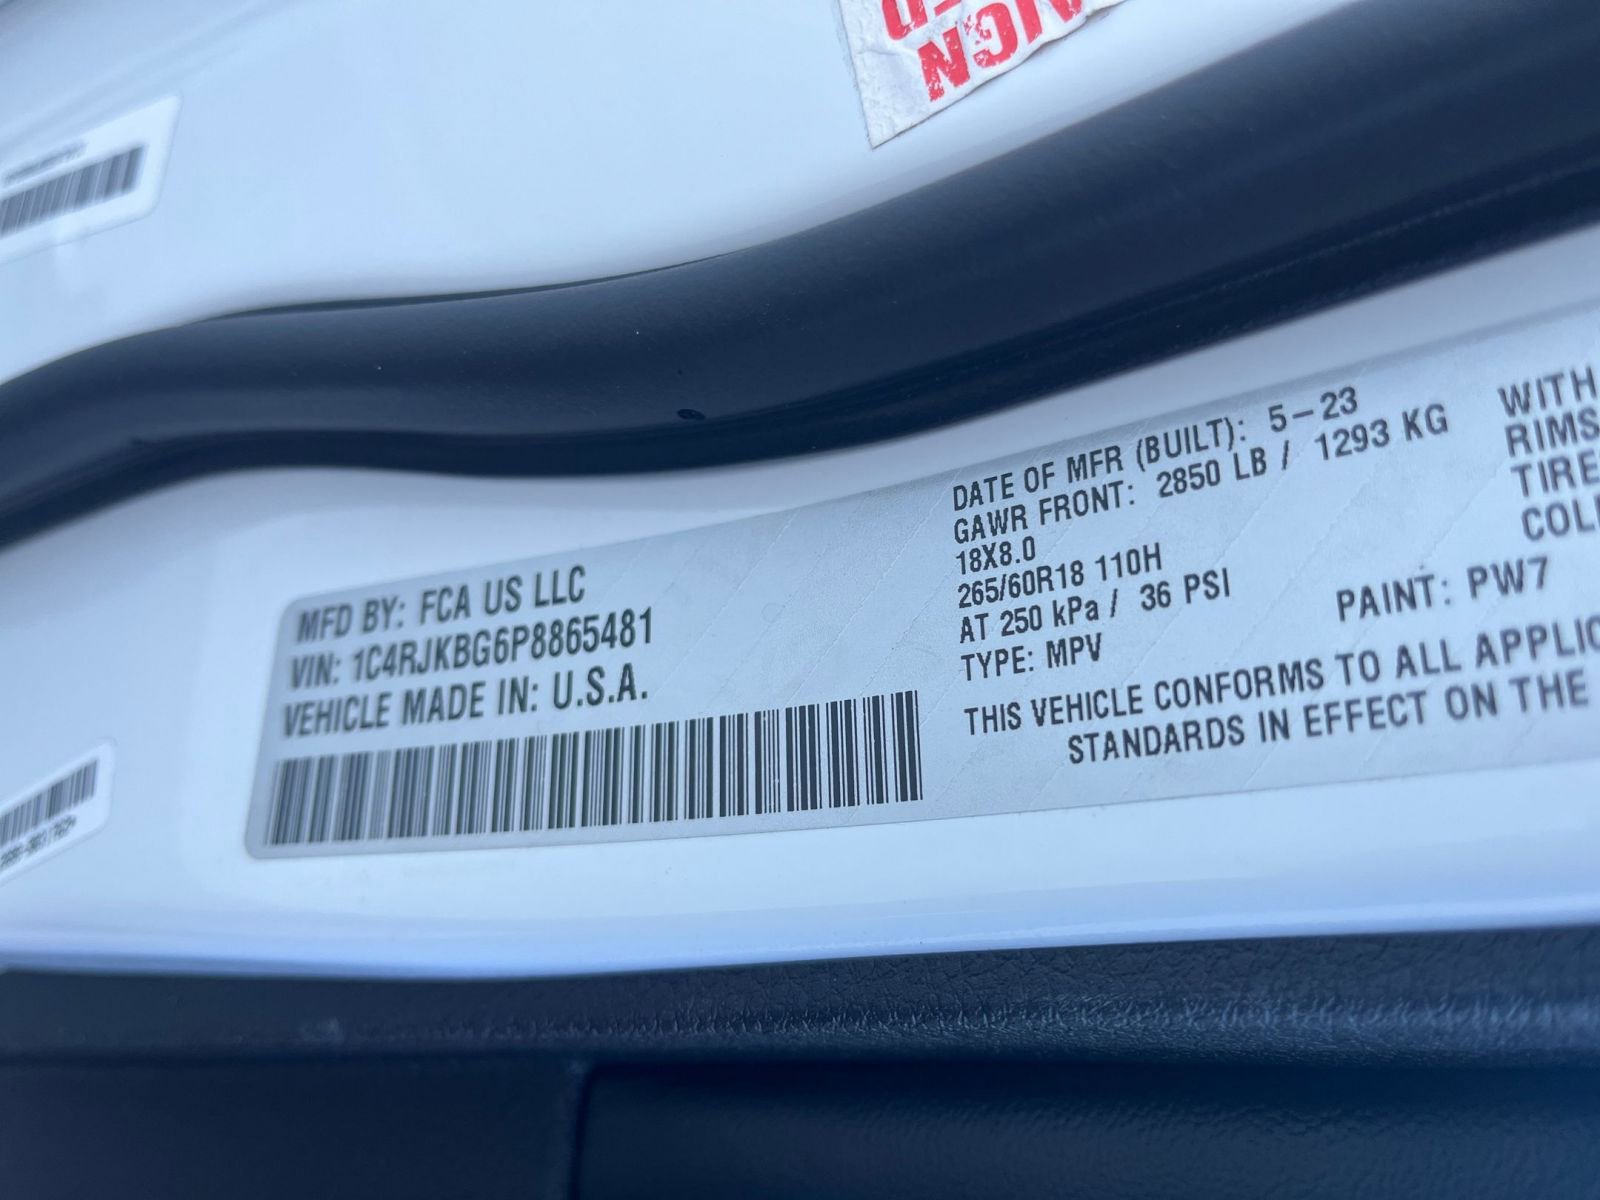 MFD BY: FCA US LLC
VIN: 1C4RJKBG6P8865481
VEHICLE MADE IN: U.S.A.
DATE OF MFR (BUILT): 5-23
GAWR FRONT: 2850 LB / 1293 KG
18X8.0
265/60R18 110H
AT 250 kPa / 36 PSI
TYPE: MPV
PAINT: PW7
THIS VEHICLE CONFORMS TO ALL
STANDARDS IN EFFECT ON THE
WITH
RIMS